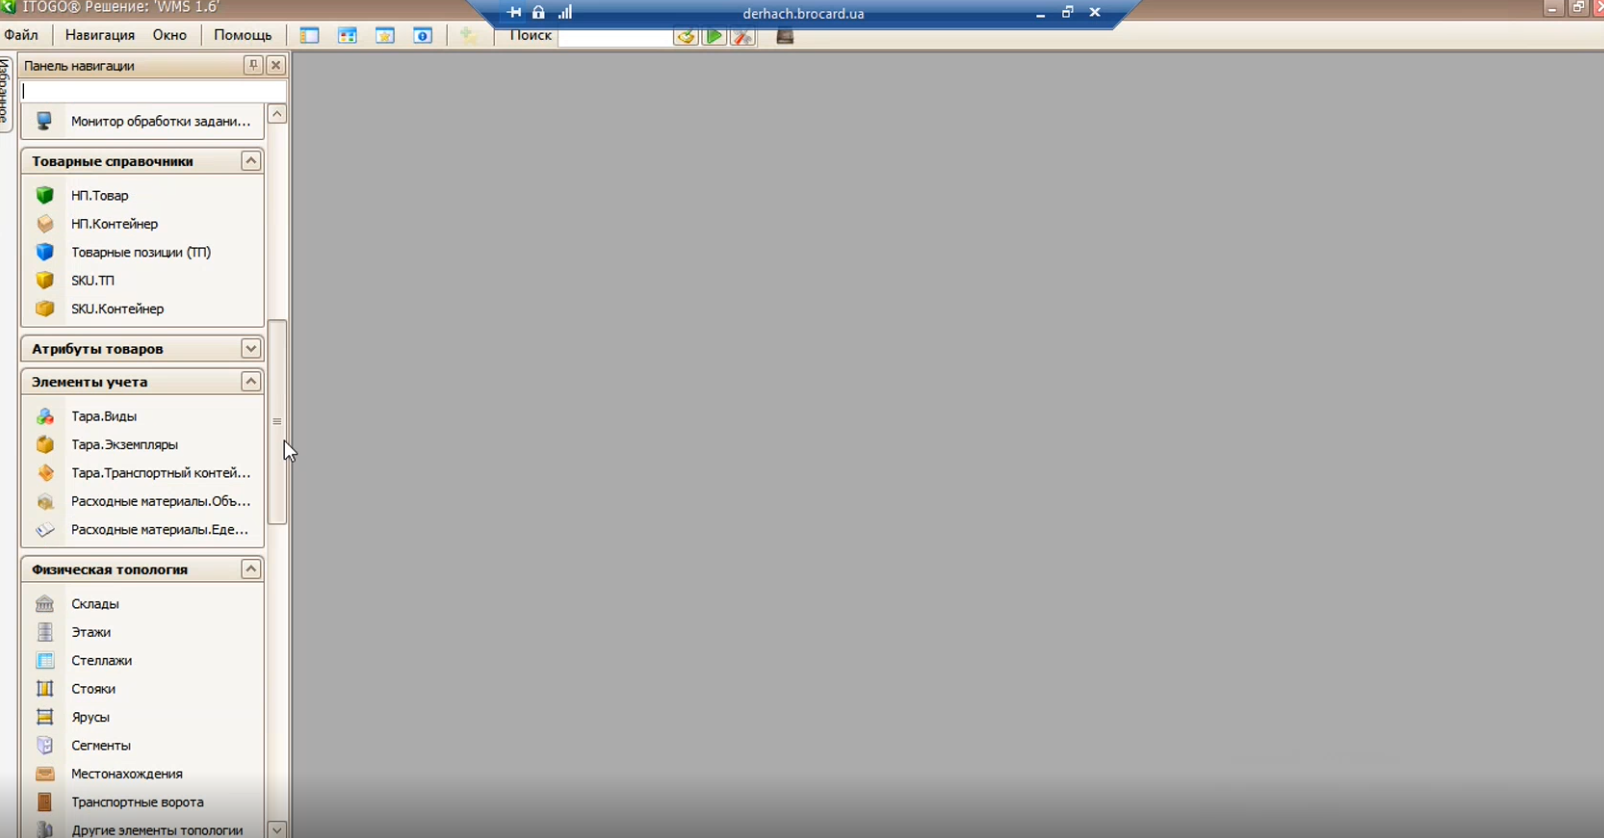 ITOGO® Решение: 'WMS 1.6'
derhach.brocard.ua
Файл Навигация Окно Помощь Поиск
Избранное
Панель навигации
Монитор обработки задани...
Товарные справочники
НП.Товар
НП.Контейнер
Товарные позиции (ТП)
SKU.ТП
SKU.Контейнер
Атрибуты товаров
Элементы учета
Тара.Виды
Тара.Экземпляры
Тара.Транспортный контей...
Расходные материалы.Объ...
Расходные материалы.Еде...
Физическая топология
Склады
Этажи
Стеллажи
Стояки
Ярусы
Сегменты
Местонахождения
Транспортные ворота
Другие элементы топологии